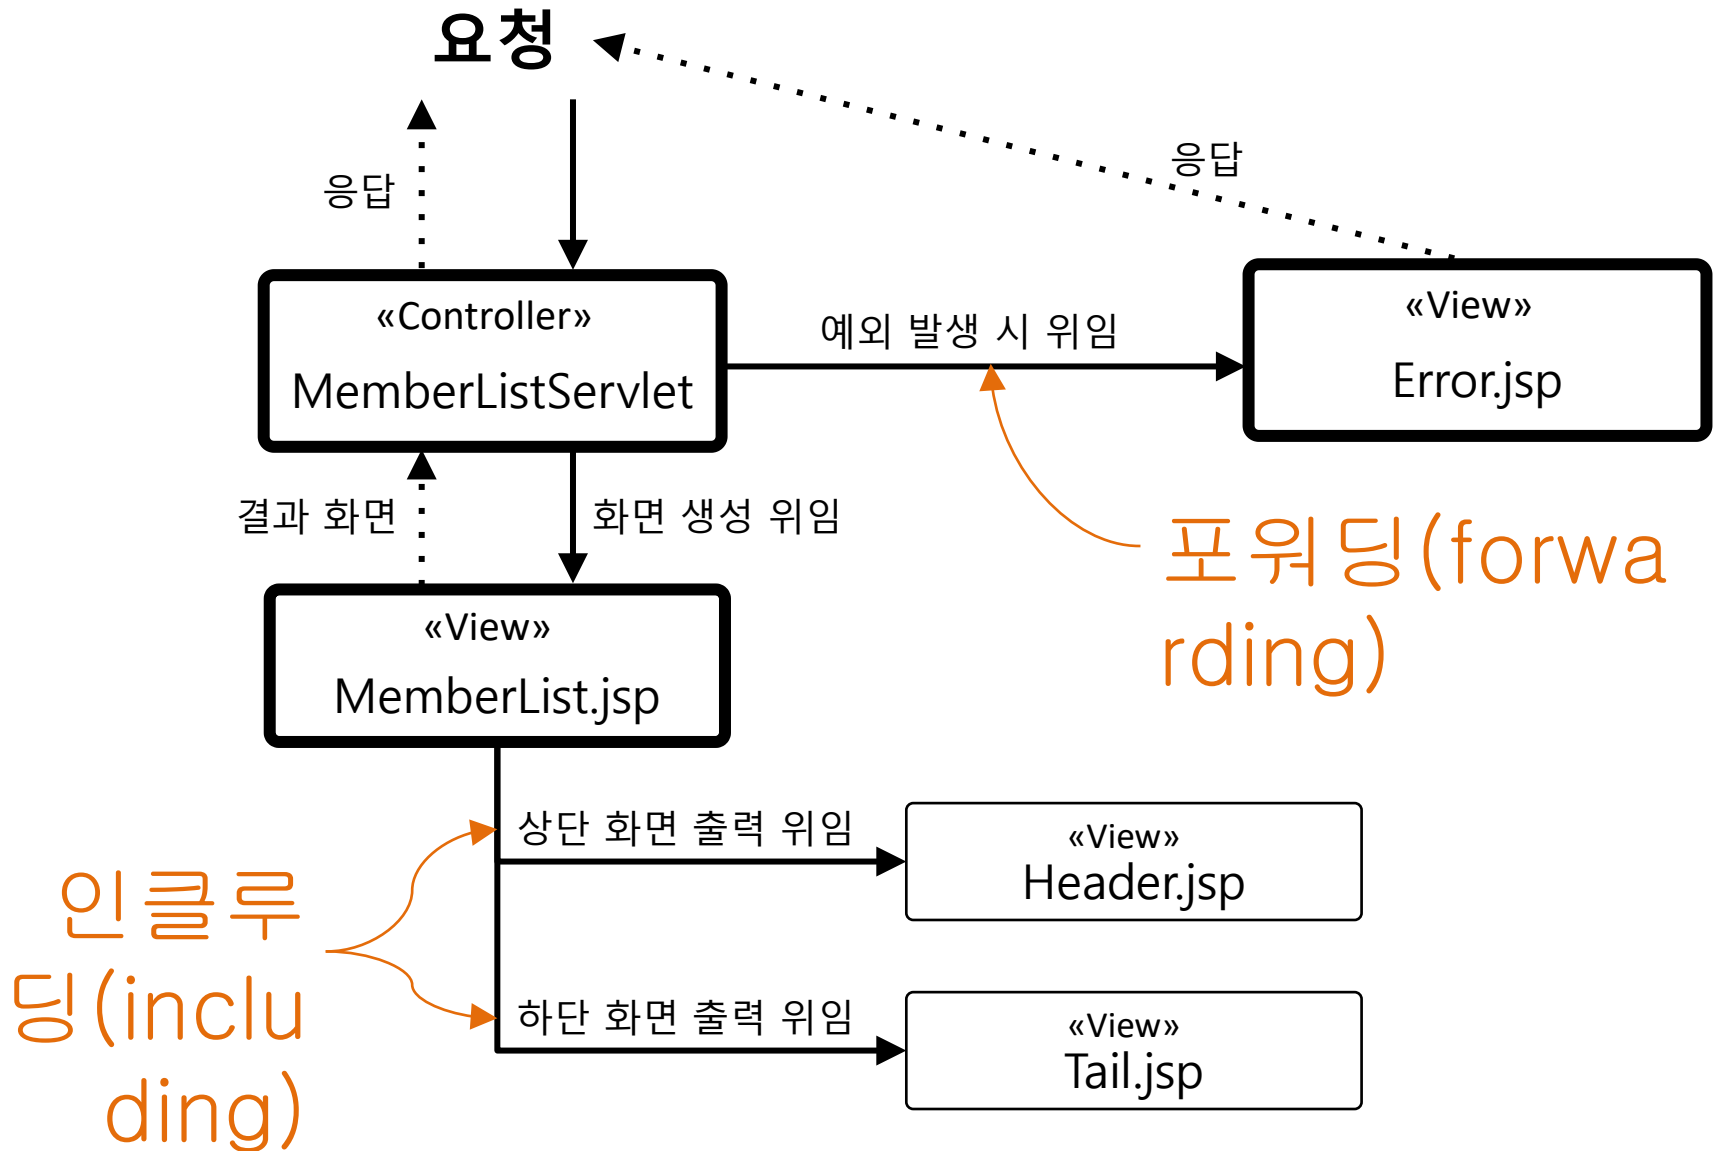 요청
응답
응답
«Controller»
MemberListServlet
예외 발생 시 위임
«View»
Error.jsp
결과 화면
화면 생성 위임
포워딩(forwa
rding)
«View»
MemberList.jsp
상단 화면 출력 위임
«View»
Header.jsp
인클루
딩(inclu
ding)
하단 화면 출력 위임
«View»
Tail.jsp